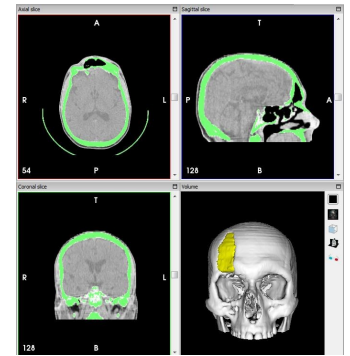 Axial slice
A
R
L
54
P
Sagittal slice
T
P
A
128
B
Coronal slice
T
R
L
128
B
Volume